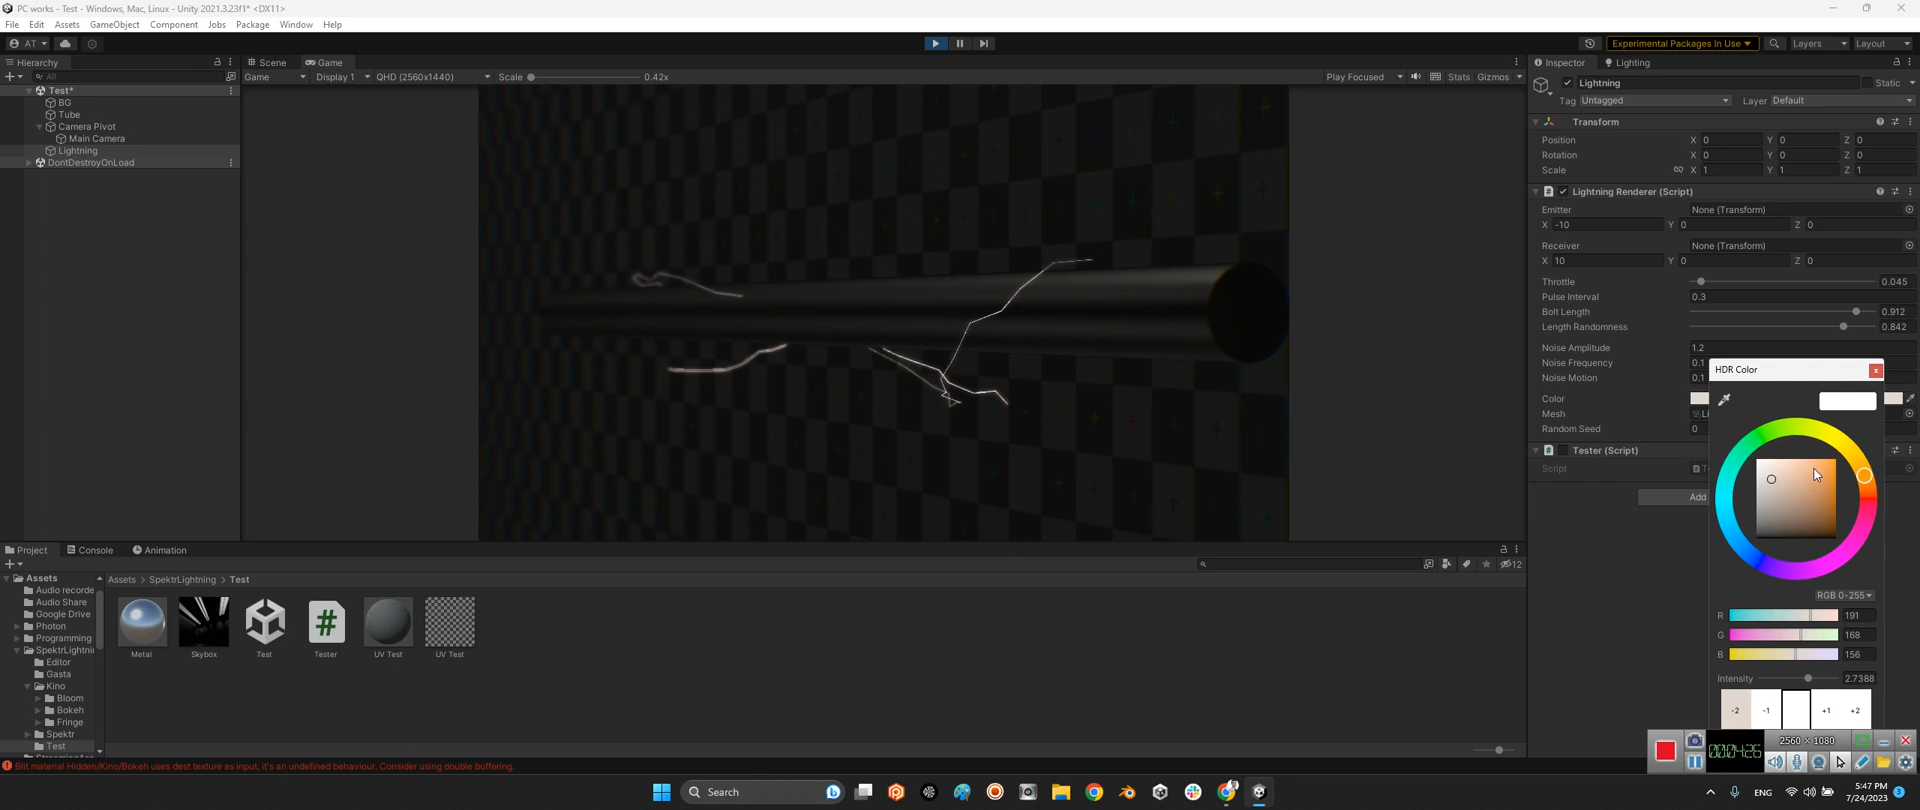 PC works - Test - Windows, Mac, Linux - Unity 2021.3.23f1* <DX11>
File Edit Assets GameObject Component Jobs Package Window Help
AT Experimental Packages In Use Layers Layout
Hierarchy Scene Game Inspector Lighting
All Game Display 1 QHD (2560x1440) Scale 0.42x Play Focused Stats Gizmos
Lightning Static
Tag Untagged Layer Default
Test*
BG
Tube
Camera Pivot
Main Camera
Lightning
DontDestroyOnLoad
Transform
Position X 0 Y 0 Z 0
Rotation X 0 Y 0 Z 0
Scale X 1 Y 1 Z 1
Lightning Renderer (Script)
Emitter None (Transform)
X -10 Y 0 Z 0
Receiver None (Transform)
X 10 Y 0 Z 0
Throttle 0.045
Pulse Interval 0.3
Bolt Length 0.912
Length Randomness 0.842
Noise Amplitude 1.2
Noise Frequency 0.1
Noise Motion 0.1
Color
Mesh Li
Random Seed 0
Tester (Script)
Script
Add
HDR Color
x
RGB 0-255
R 191
G 168
B 156
Intensity 2.7388
-2 -1 +1 +2
Project Console Animation
12
Assets
Audio recorde
Audio Share
Google Drive
Photon
Programming
SpektrLightni
Editor
Gasta
Kino
Bloom
Bokeh
Fringe
Spektr
Test
Assets > SpektrLightning > Test
Metal Skybox Test Tester UV Test UV Test
Blit material Hidden/Kino/Bokeh uses dest texture as input, it's an undefined behaviour. Consider using double buffering.
00:04:26 2560 × 1080
Search
ENG
5:47 PM
7/24/2023
3